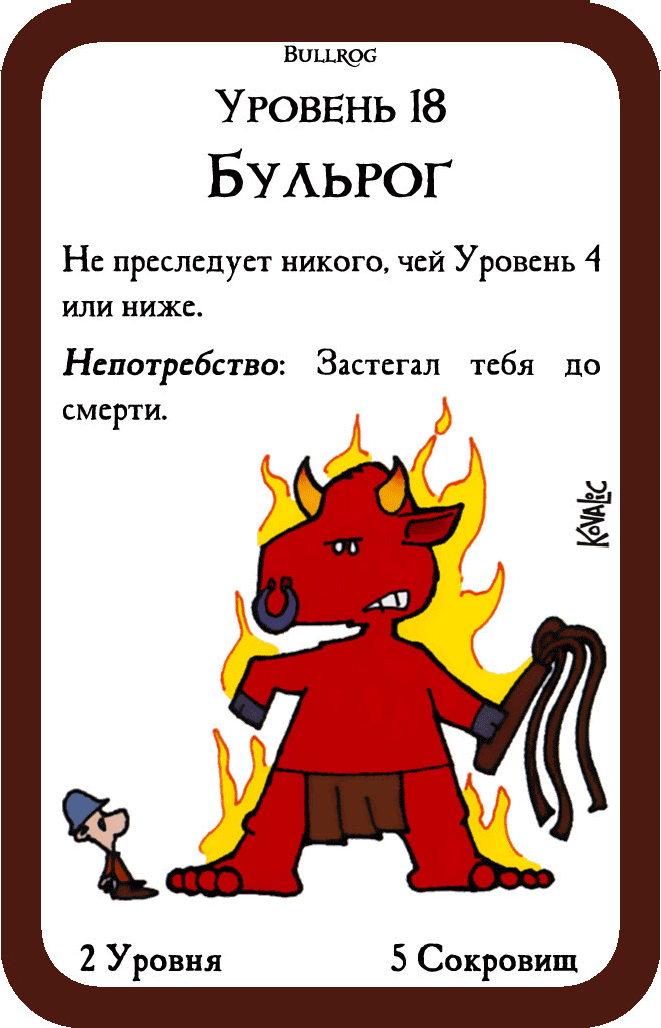 Bullrog
Уровень 18
Бульрог
Не преследует никого, чей Уровень 4
или ниже.
Непотребство: Застегал тебя до
смерти.
Kovalic
2 Уровня
5 Сокровищ